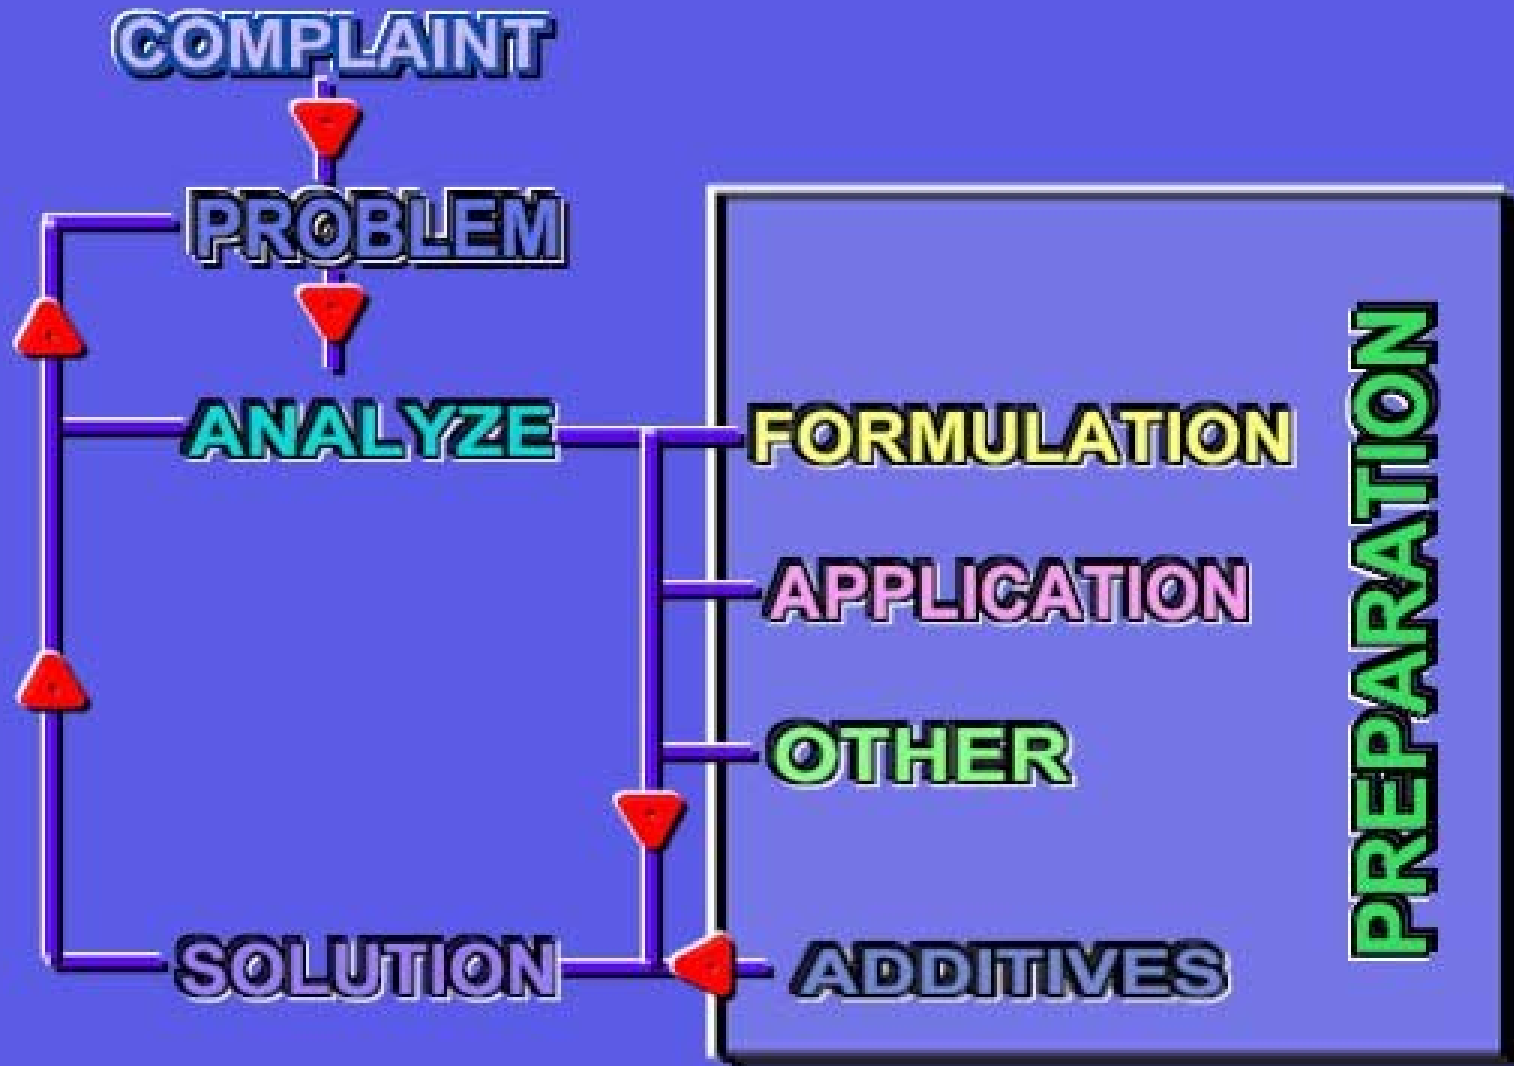 COMPLAINT
PROBLEM
ANALYZE
FORMULATION
APPLICATION
OTHER
SOLUTION
ADDITIVES
PREPARATION